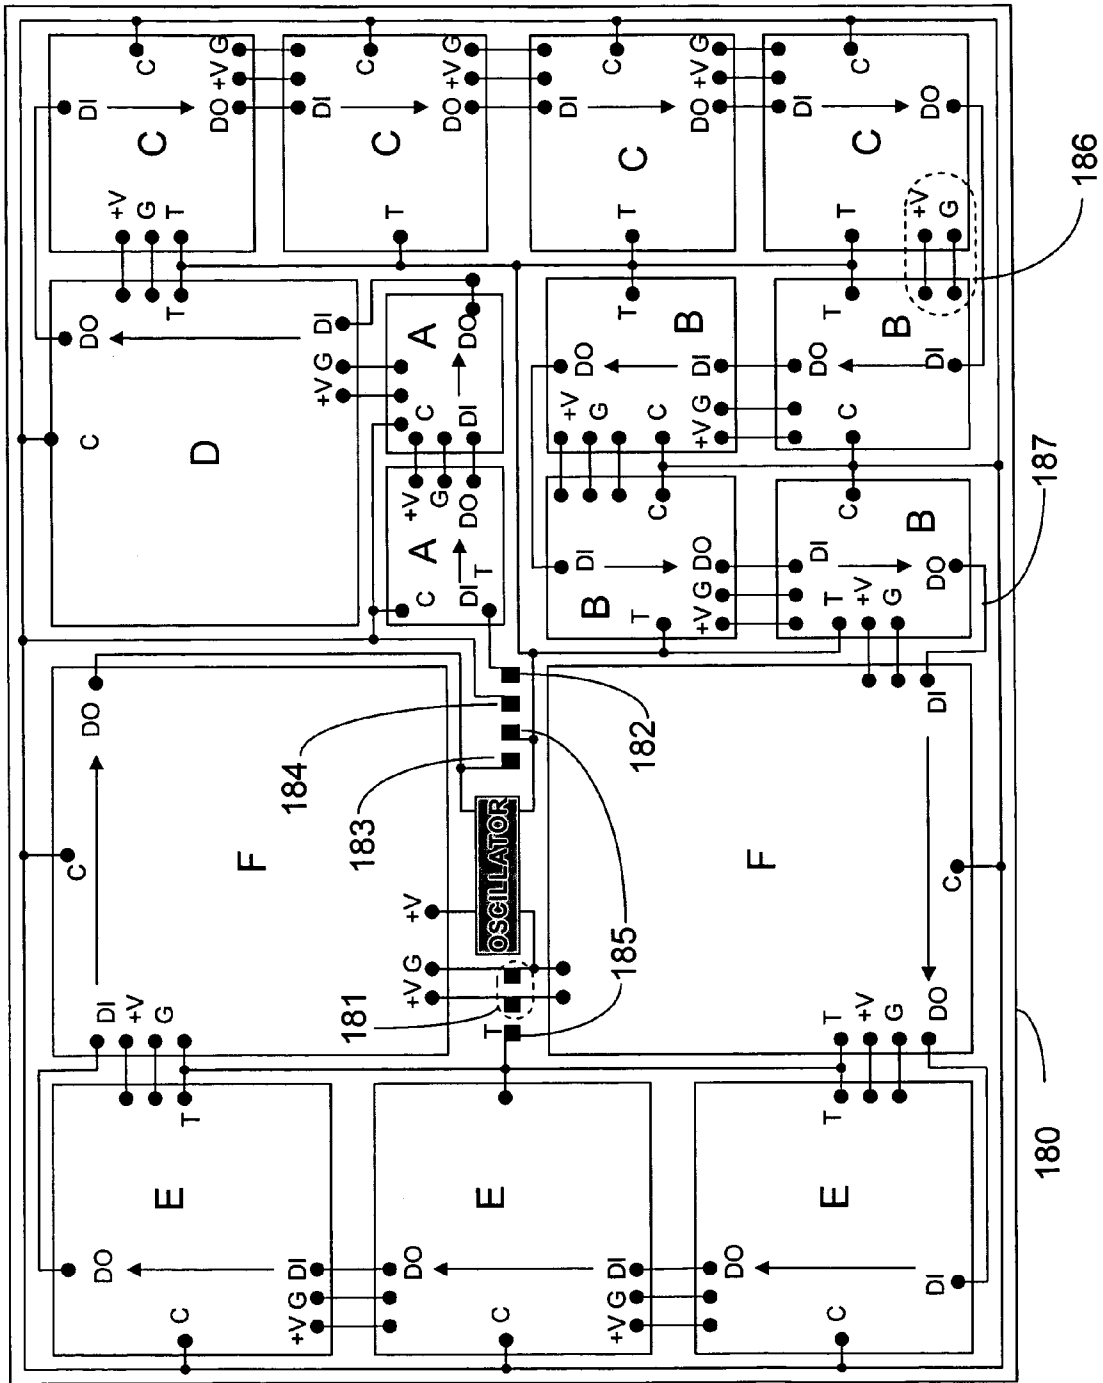 C
DO
E
T
+V G DI
DI
+V
G
C
DO
F
+V G
+V
C
DO
D
T
+V G DI
DI
C
+V
G
T
C
DO +V G
C
DO
E
+V G DI
T
181
OSCILLATOR
183
184
185
182
C
A
DI
T
+V
G
DO
C
A
DI
DO
DI
C
T
C
DO +V G
C
DO
E
T
DI
T
+V
G
DO
C
F
DI
DI
C
B
T
+V G DO
DO
+V
G
C
B
T
+V G DI
DI
C
T
C
DO +V G
DI
C
T
+V
G
B
DO
DO
C
B
T
DI
DI
C
T
C
+V
G
DO
180
187
186